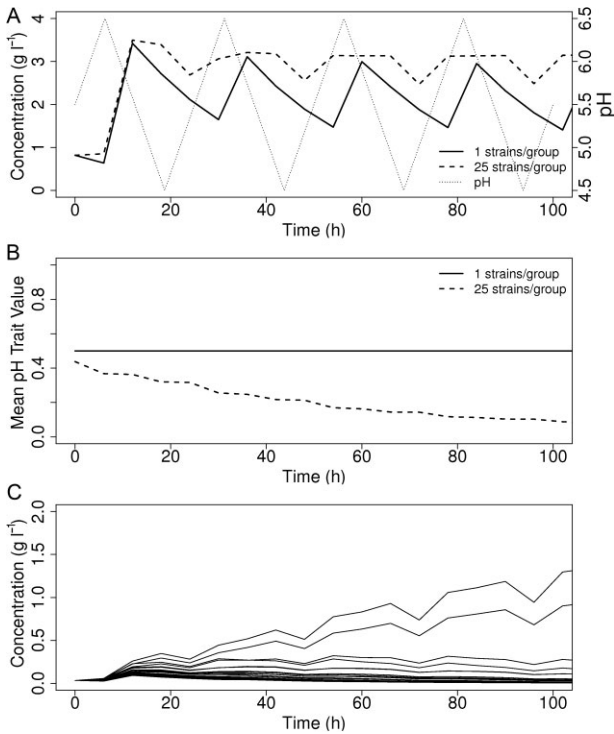 A
Concentration (g l⁻¹)
4
3
2
1
0
6.5
6.0
5.5
5.0
4.5
pH
1 strains/group
25 strains/group
pH
0 20 40 60 80 100
Time (h)
B
Mean pH Trait Value
0.8
0.4
0.0
1 strains/group
25 strains/group
0 20 40 60 80 100
Time (h)
C
Concentration (g l⁻¹)
2.0
1.5
1.0
0.5
0.0
0 20 40 60 80 100
Time (h)